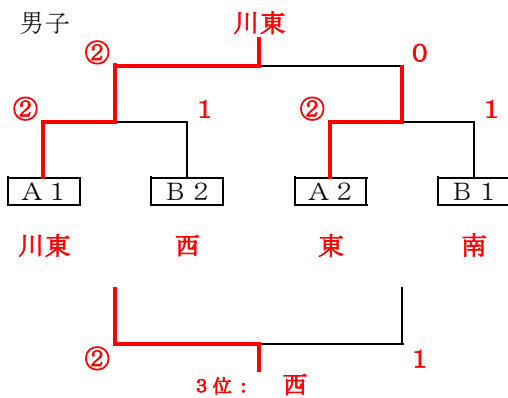 男子 川東
② 0
② 1 ② 1
A1 B2 A2 B1
川東 西 東 南
② 1
3位: 西